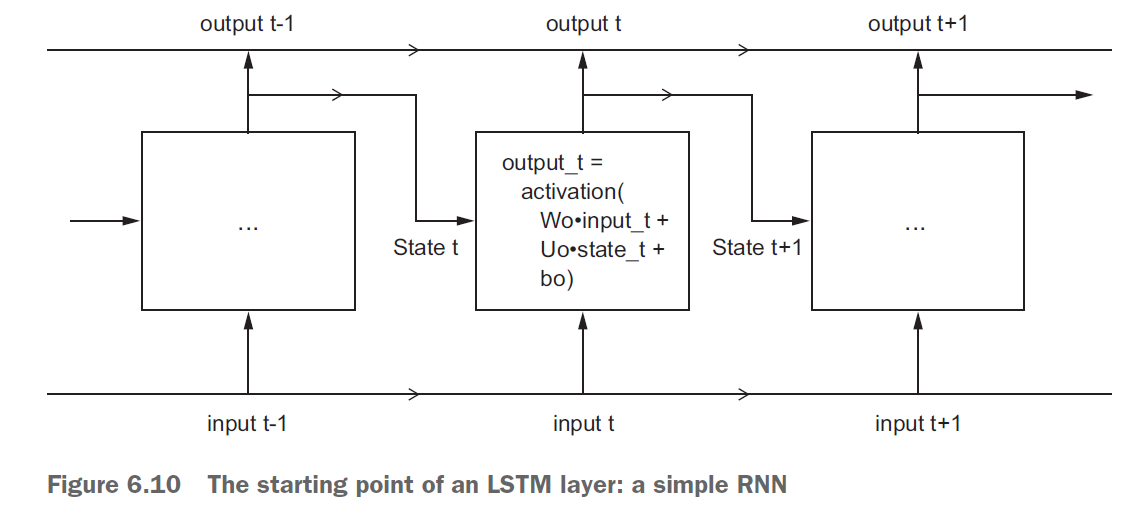 output t-1
output t
output t+1
...
output_t =
activation(
Wo•input_t +
Uo•state_t +
bo)
...
State t
State t+1
input t-1
input t
input t+1
Figure 6.10 The starting point of an LSTM layer: a simple RNN